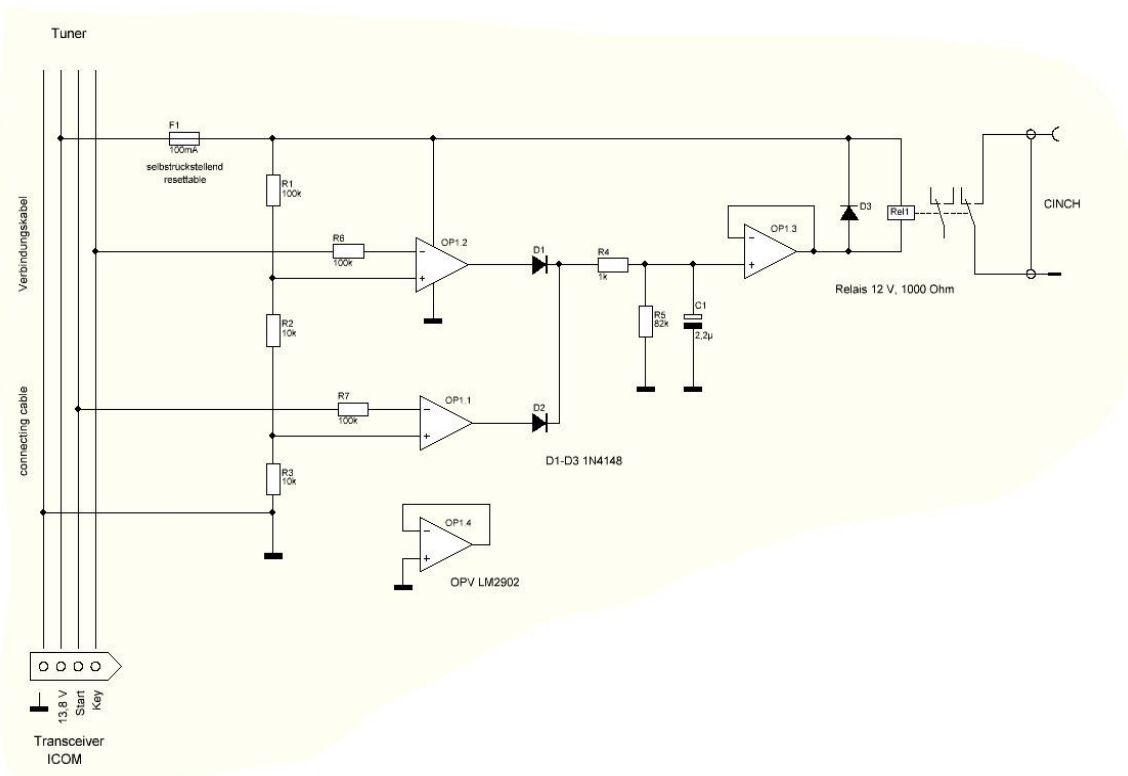 Tuner
F1
100mA
selbstrückstellend
resettable
R1
100k
Verbindungskabel
R6
100k
OP1.2
D1
R4
1k
OP1.3
D3
Rel1
CINCH
Relais 12 V, 1000 Ohm
R2
10k
R5
82k
C1
2,2µ
connecting cable
R7
100k
OP1.1
D2
D1-D3 1N4148
R3
10k
OP1.4
OPV LM2902
13,8 V
Start
Key
Transceiver
ICOM